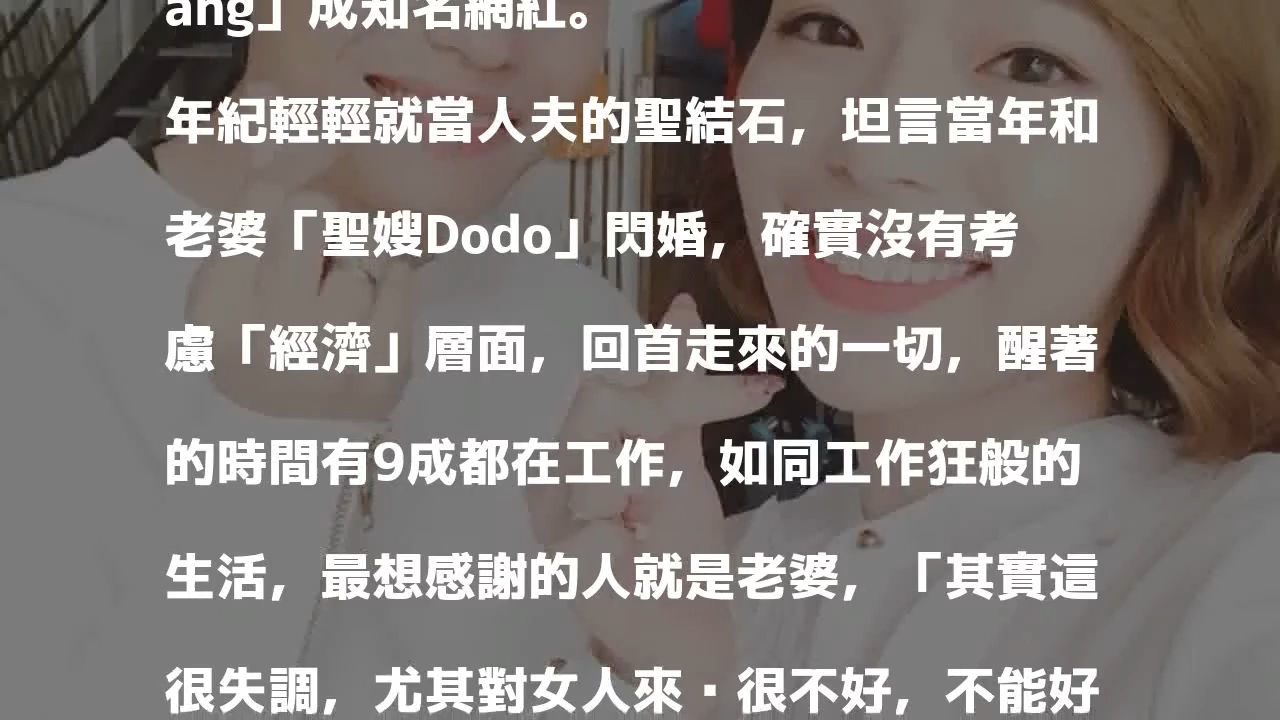 ang」成知名網紅。
年紀輕輕就當人夫的聖結石，坦言當年和
老婆「聖嫂Dodo」閃婚，確實沒有考
慮「經濟」層面，回首走來的一切，醒著
的時間有9成都在工作，如同工作狂般的
生活，最想感謝的人就是老婆，「其實這
很失調，尤其對女人來▪很不好，不能好